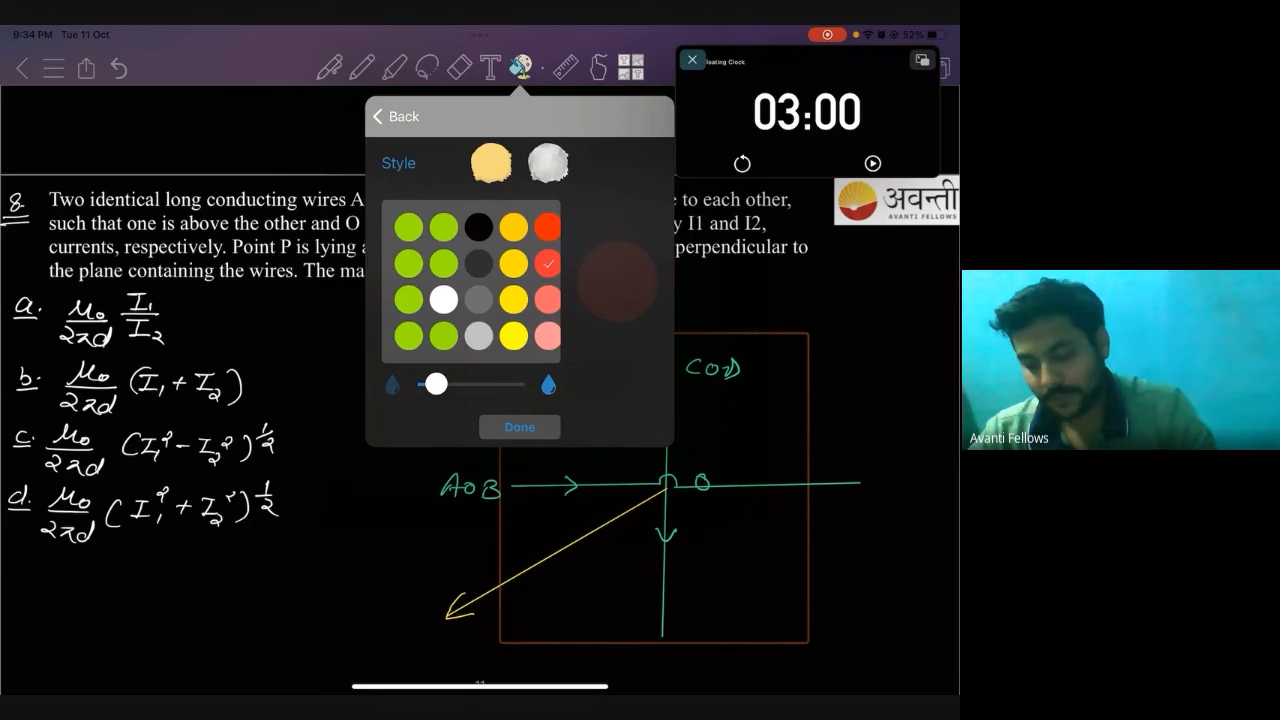 9:34 PM Tue 11 Oct
52%
loating Clock
03:00
Back
Style
Done
8. Two identical long conducting wires A
e to each other,
such that one is above the other and O
y I1 and I2,
currents, respectively. Point P is lying a
perpendicular to
the plane containing the wires. The ma
अवन्ती
AVANTI FELLOWS
a. μ₀/2πd I₁/I₂
b. μ₀/2πd (I₁ + I₂)
c. μ₀/2πd (I₁² - I₂²)^1/2
d. μ₀/2πd (I₁² + I₂²)^1/2
COD
AOB
O
11
Avanti Fellows